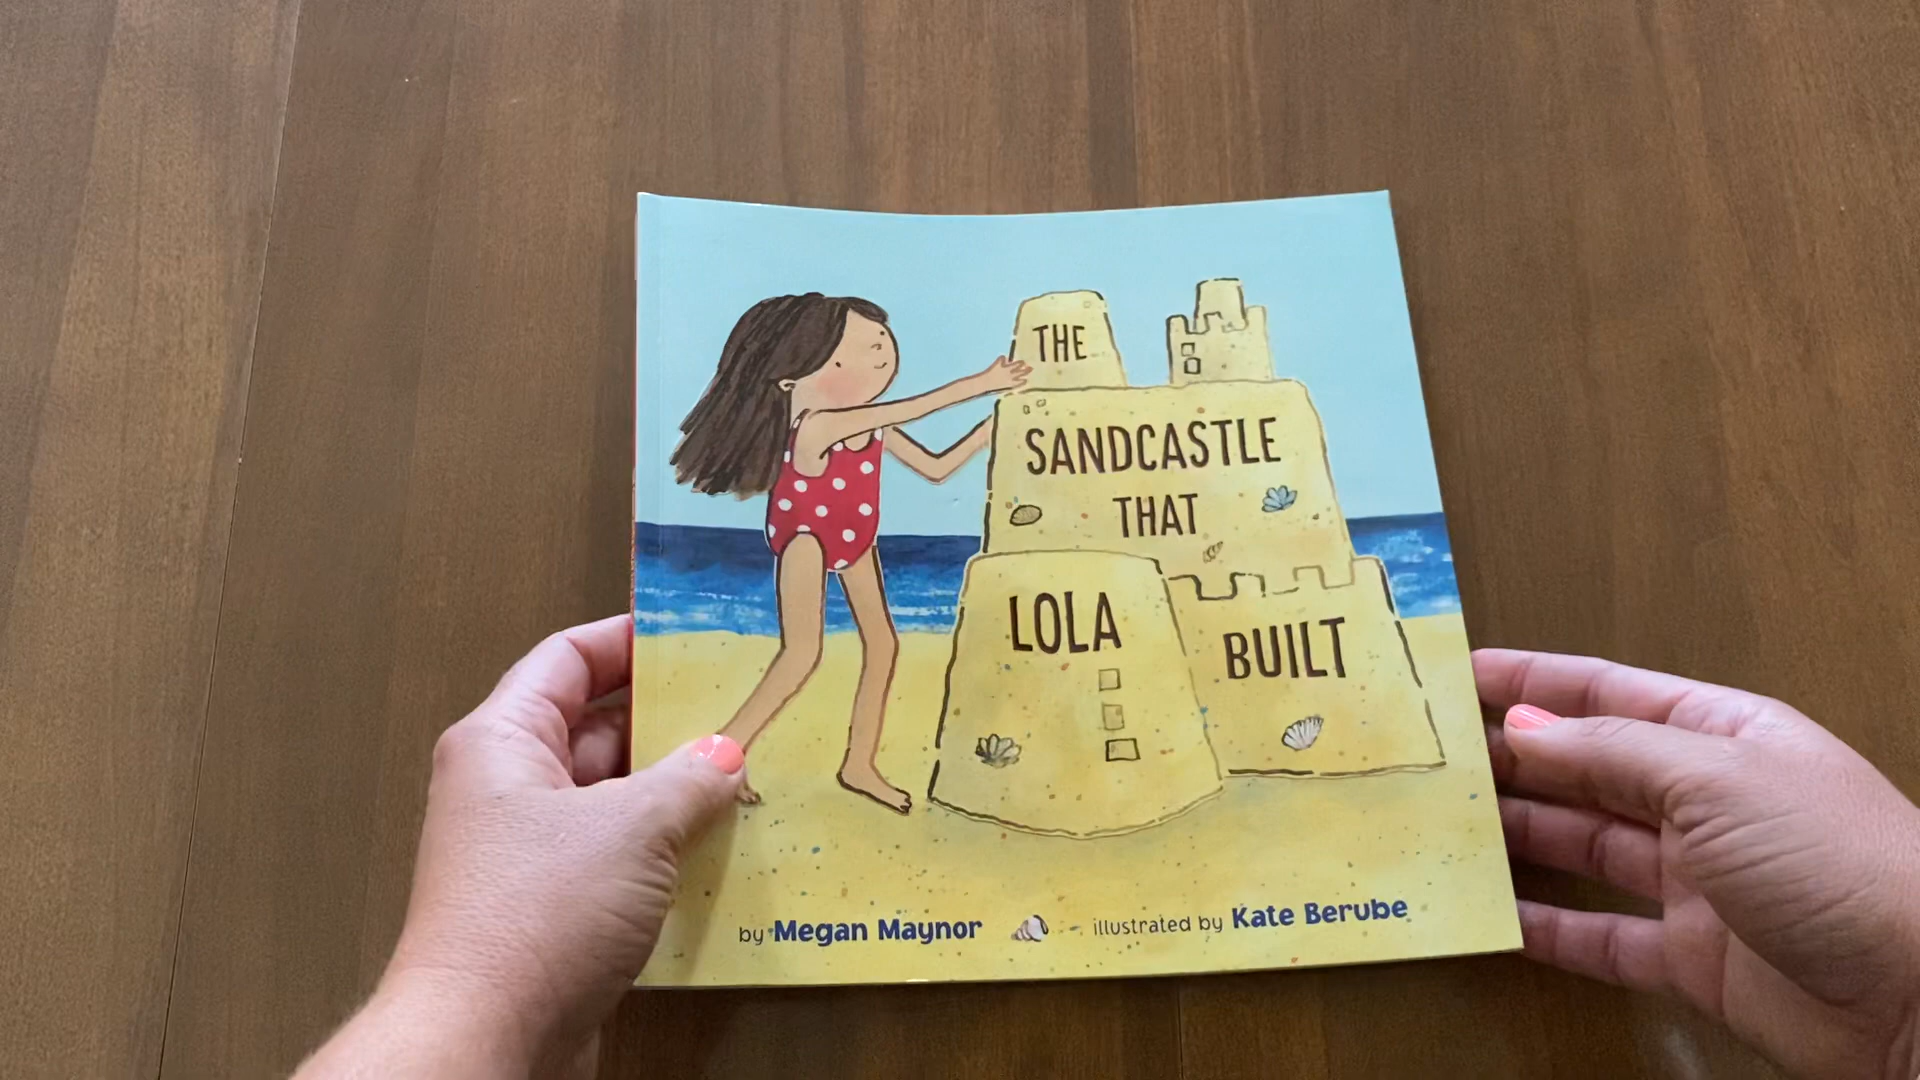 THE
SANDCASTLE
THAT
LOLA
BUILT
by Megan Maynor
illustrated by Kate Berube